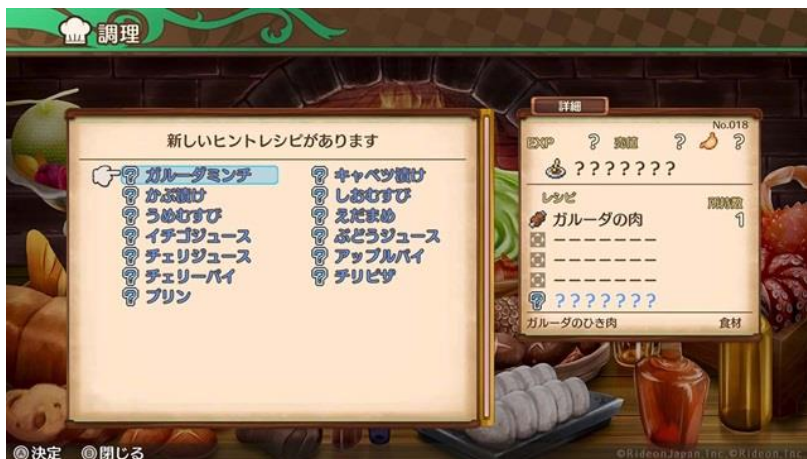 調理
新しいヒントレシピがあります
? ガルーダミンチ
? キャベツ漬け
? かぶ漬け
? しおむすび
? うめむすび
? えだまめ
? イチゴジュース
? ぶどうジュース
? チェリジュース
? アップルパイ
? チェリーパイ
? チリピザ
? プリン
詳細
No.018
EXP ? 売値 ? ?
???????
レシピ 所持数
ガルーダの肉 1
-------
-------
-------
? ???????
ガルーダのひき肉 食材
Ⓐ決定 Ⓑ閉じる
©RideonJapan,Inc. ©Rideon,Inc.